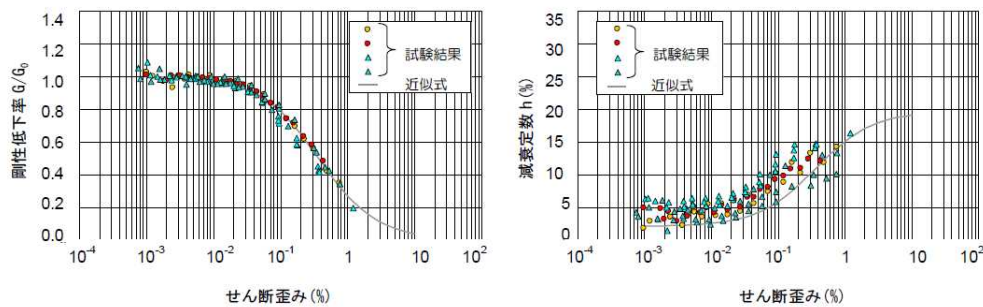 剛性低下率 G/G₀
1.4
1.2
1.0
0.8
0.6
0.4
0.2
0.0
10⁻⁴ 10⁻³ 10⁻² 10⁻¹ 1 10¹ 10²
せん断歪み(%)
試験結果
近似式
減衰定数 h(%)
35
30
25
20
15
10
5
0
10⁻⁴ 10⁻³ 10⁻² 10⁻¹ 1 10¹ 10²
せん断歪み(%)
試験結果
近似式